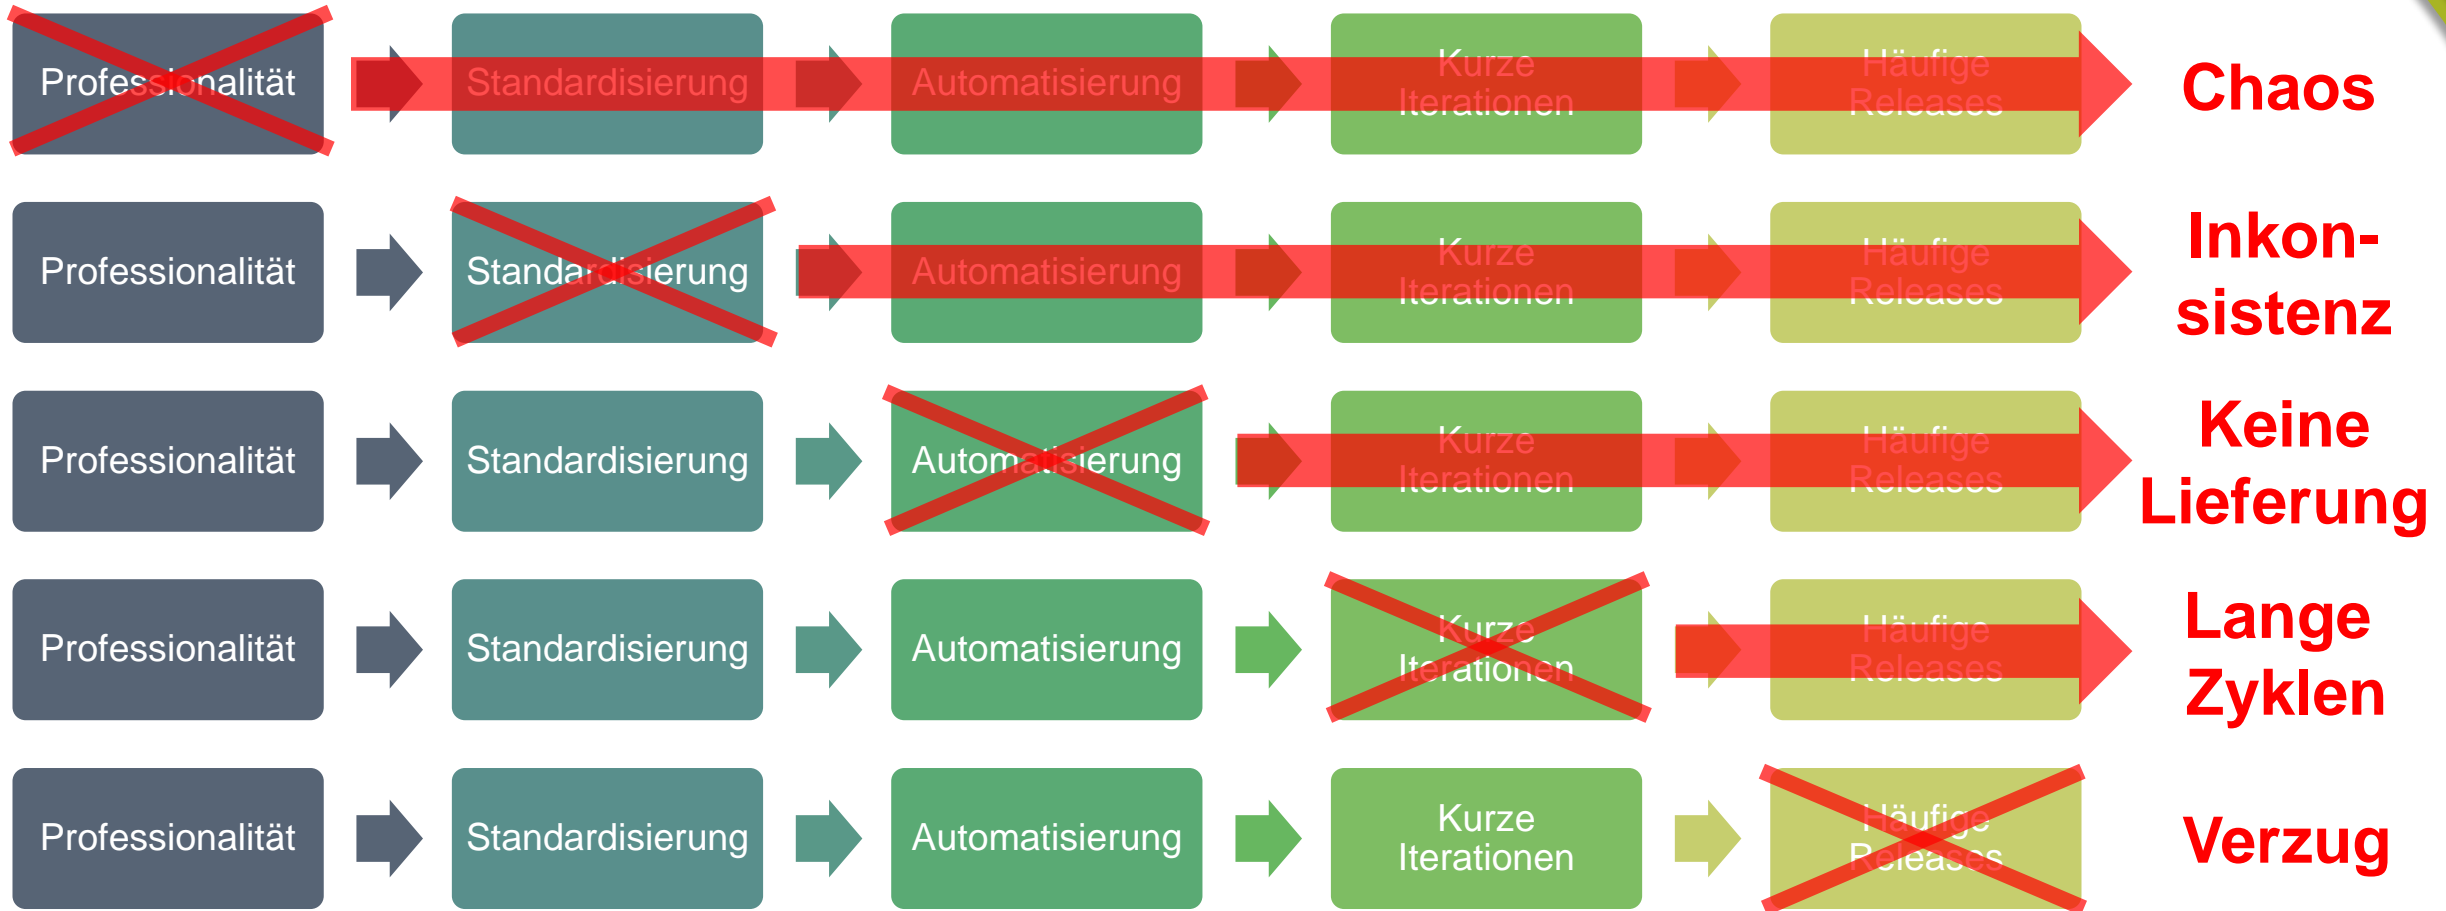 Professionalität
Standardisierung
Automatisierung
Kurze
Iterationen
Häufige
Releases
Chaos
Professionalität
Standardisierung
Automatisierung
Kurze
Iterationen
Häufige
Releases
Inkon-
sistenz
Professionalität
Standardisierung
Automatisierung
Kurze
Iterationen
Häufige
Releases
Keine
Lieferung
Professionalität
Standardisierung
Automatisierung
Kurze
Iterationen
Häufige
Releases
Lange
Zyklen
Professionalität
Standardisierung
Automatisierung
Kurze
Iterationen
Häufige
Releases
Verzug